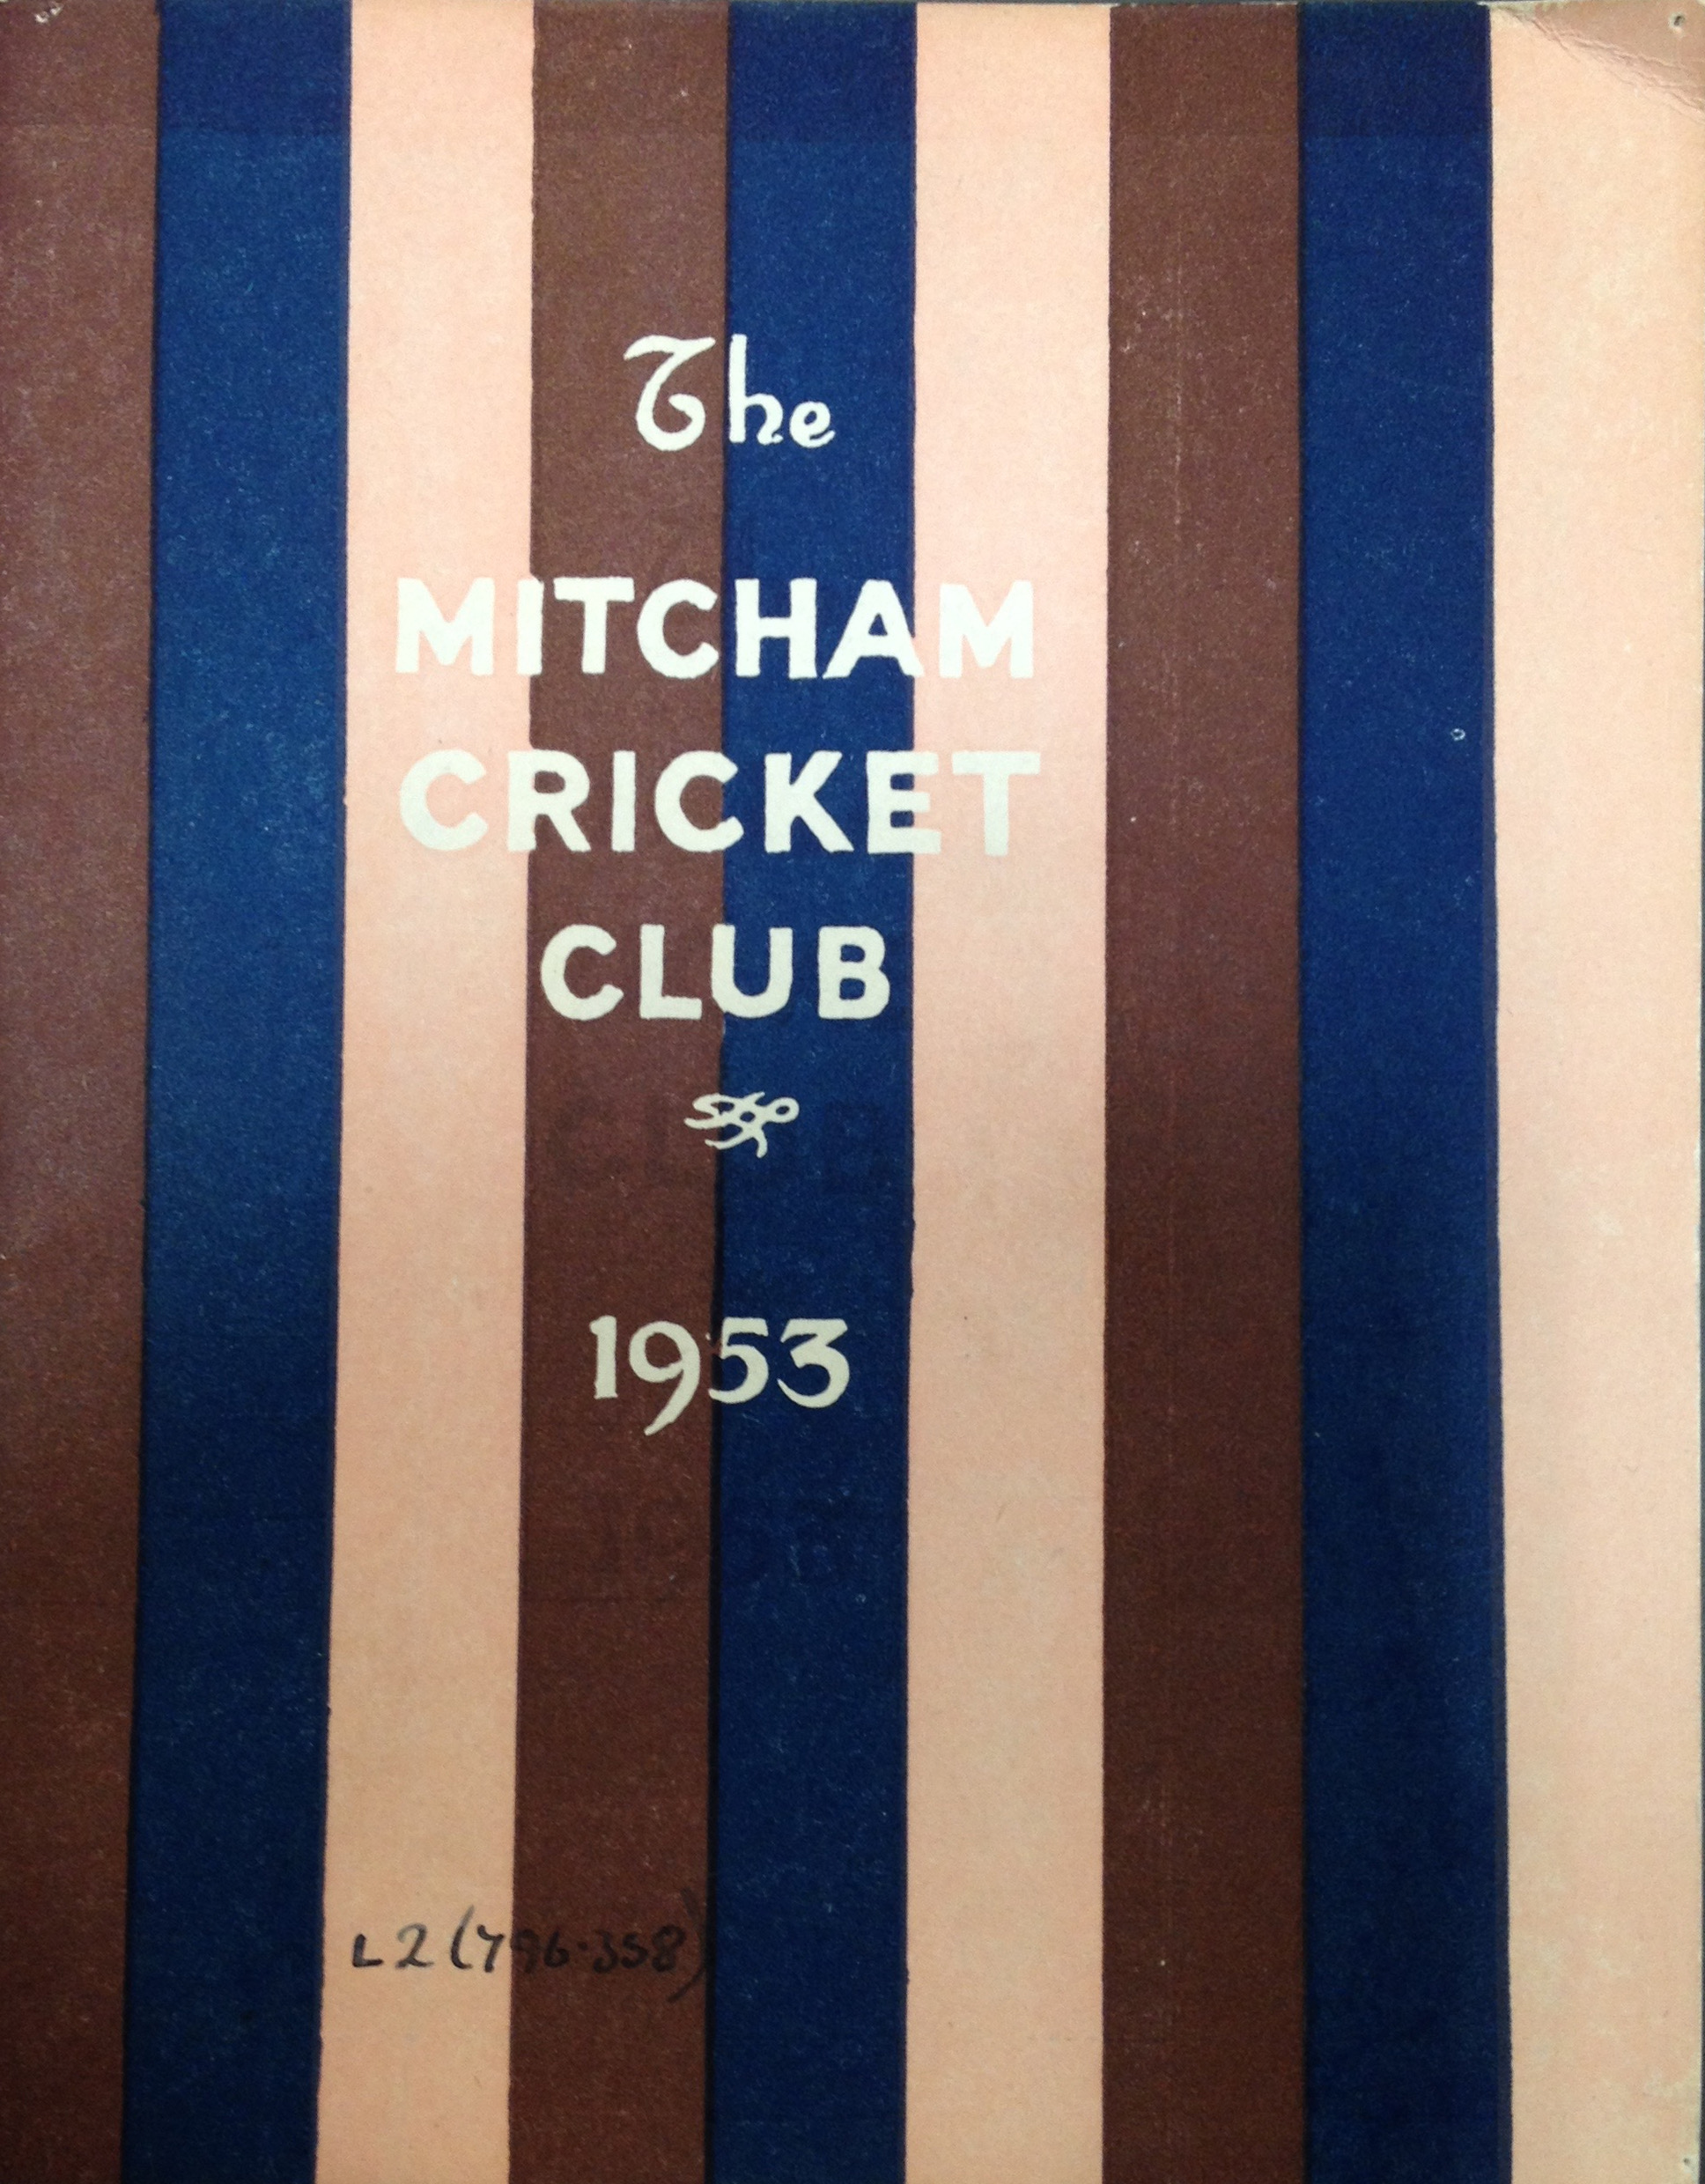 The
MITCHAM
CRICKET
CLUB
1953
L2(796.358)